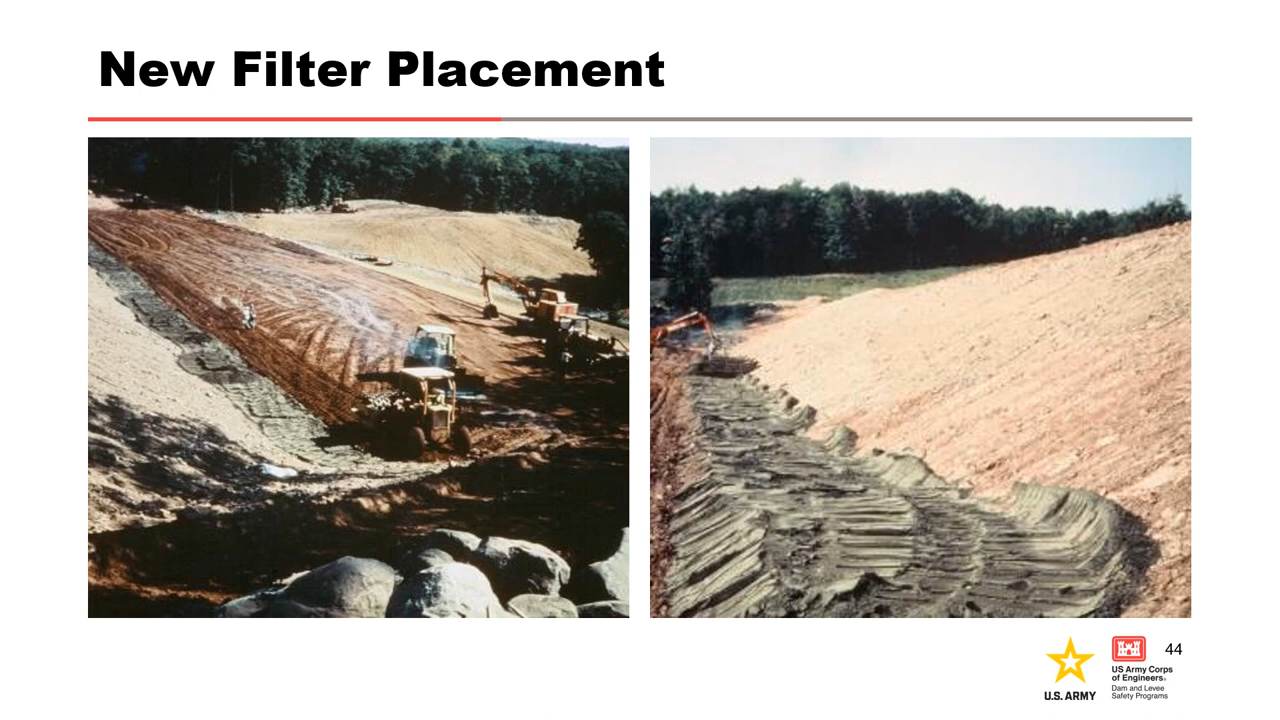 New Filter Placement
44
U.S. ARMY
US Army Corps
of Engineers®
Dam and Levee
Safety Programs